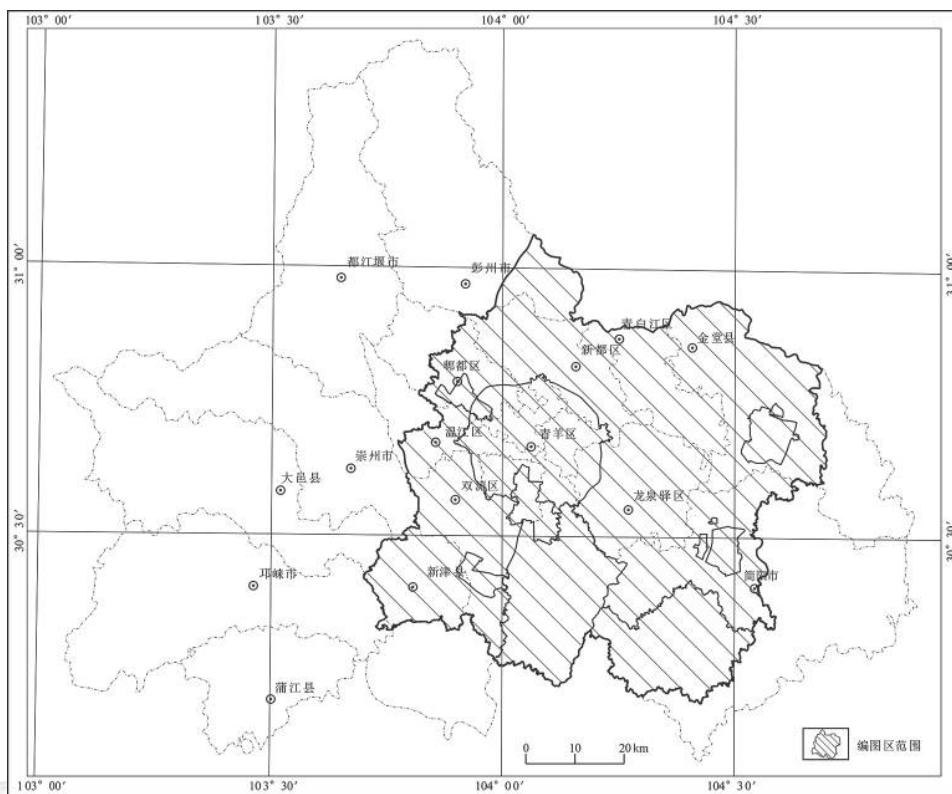 103° 00′
103° 30′
104° 00′
104° 30′
31° 00′
31° 00′
都江堰市
彭州市
青白江区
金堂县
新都区
郫都区
温江区
青羊区
崇州市
大邑县
双流区
龙泉驿区
30° 30′
30° 30′
邛崃市
新津县
简阳市
蒲江县
0 10 20 km
编图区范围
103° 00′
103° 30′
104° 00′
104° 30′